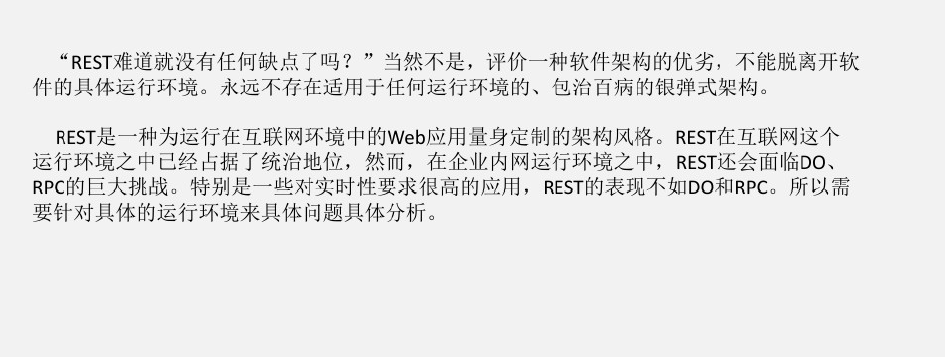 “REST难道就没有任何缺点了吗？”当然不是，评价一种软件架构的优劣，不能脱离开软
件的具体运行环境。永远不存在适用于任何运行环境的、包治百病的银弹式架构。
REST是一种为运行在互联网环境中的Web应用量身定制的架构风格。REST在互联网这个
运行环境之中已经占据了统治地位，然而，在企业内网运行环境之中，REST还会面临DO、
RPC的巨大挑战。特别是一些对实时性要求很高的应用，REST的表现不如DO和RPC。所以需
要针对具体的运行环境来具体问题具体分析。